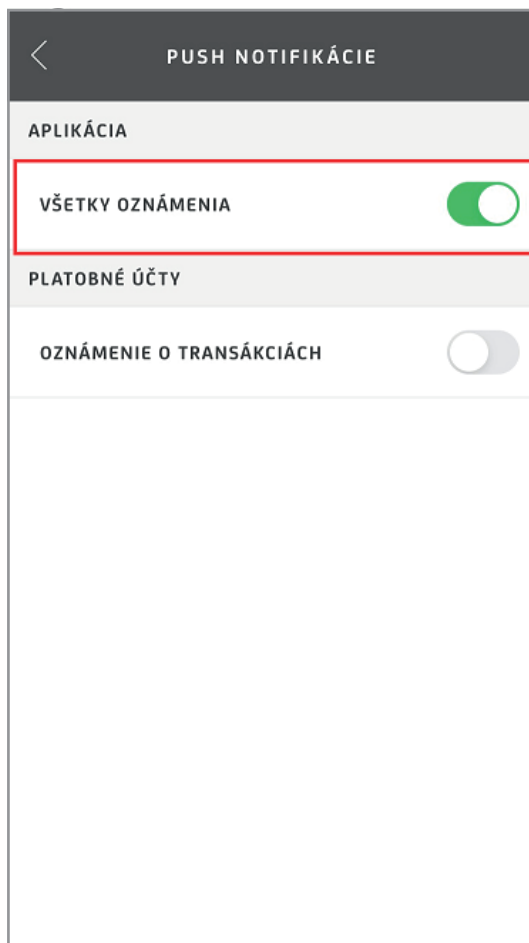 PUSH NOTIFIKÁCIE
APLIKÁCIA
VŠETKY OZNÁMENIA
PLATOBNÉ ÚČTY
OZNÁMENIE O TRANSÁKCIÁCH